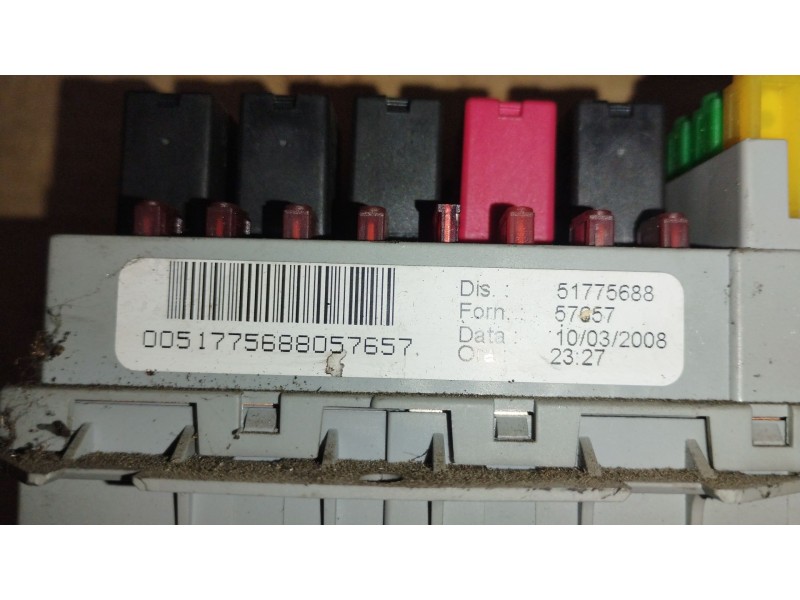 0051775688057657
Dis. : 51775688
Forn. : 57657
Data : 10/03/2008
23:27